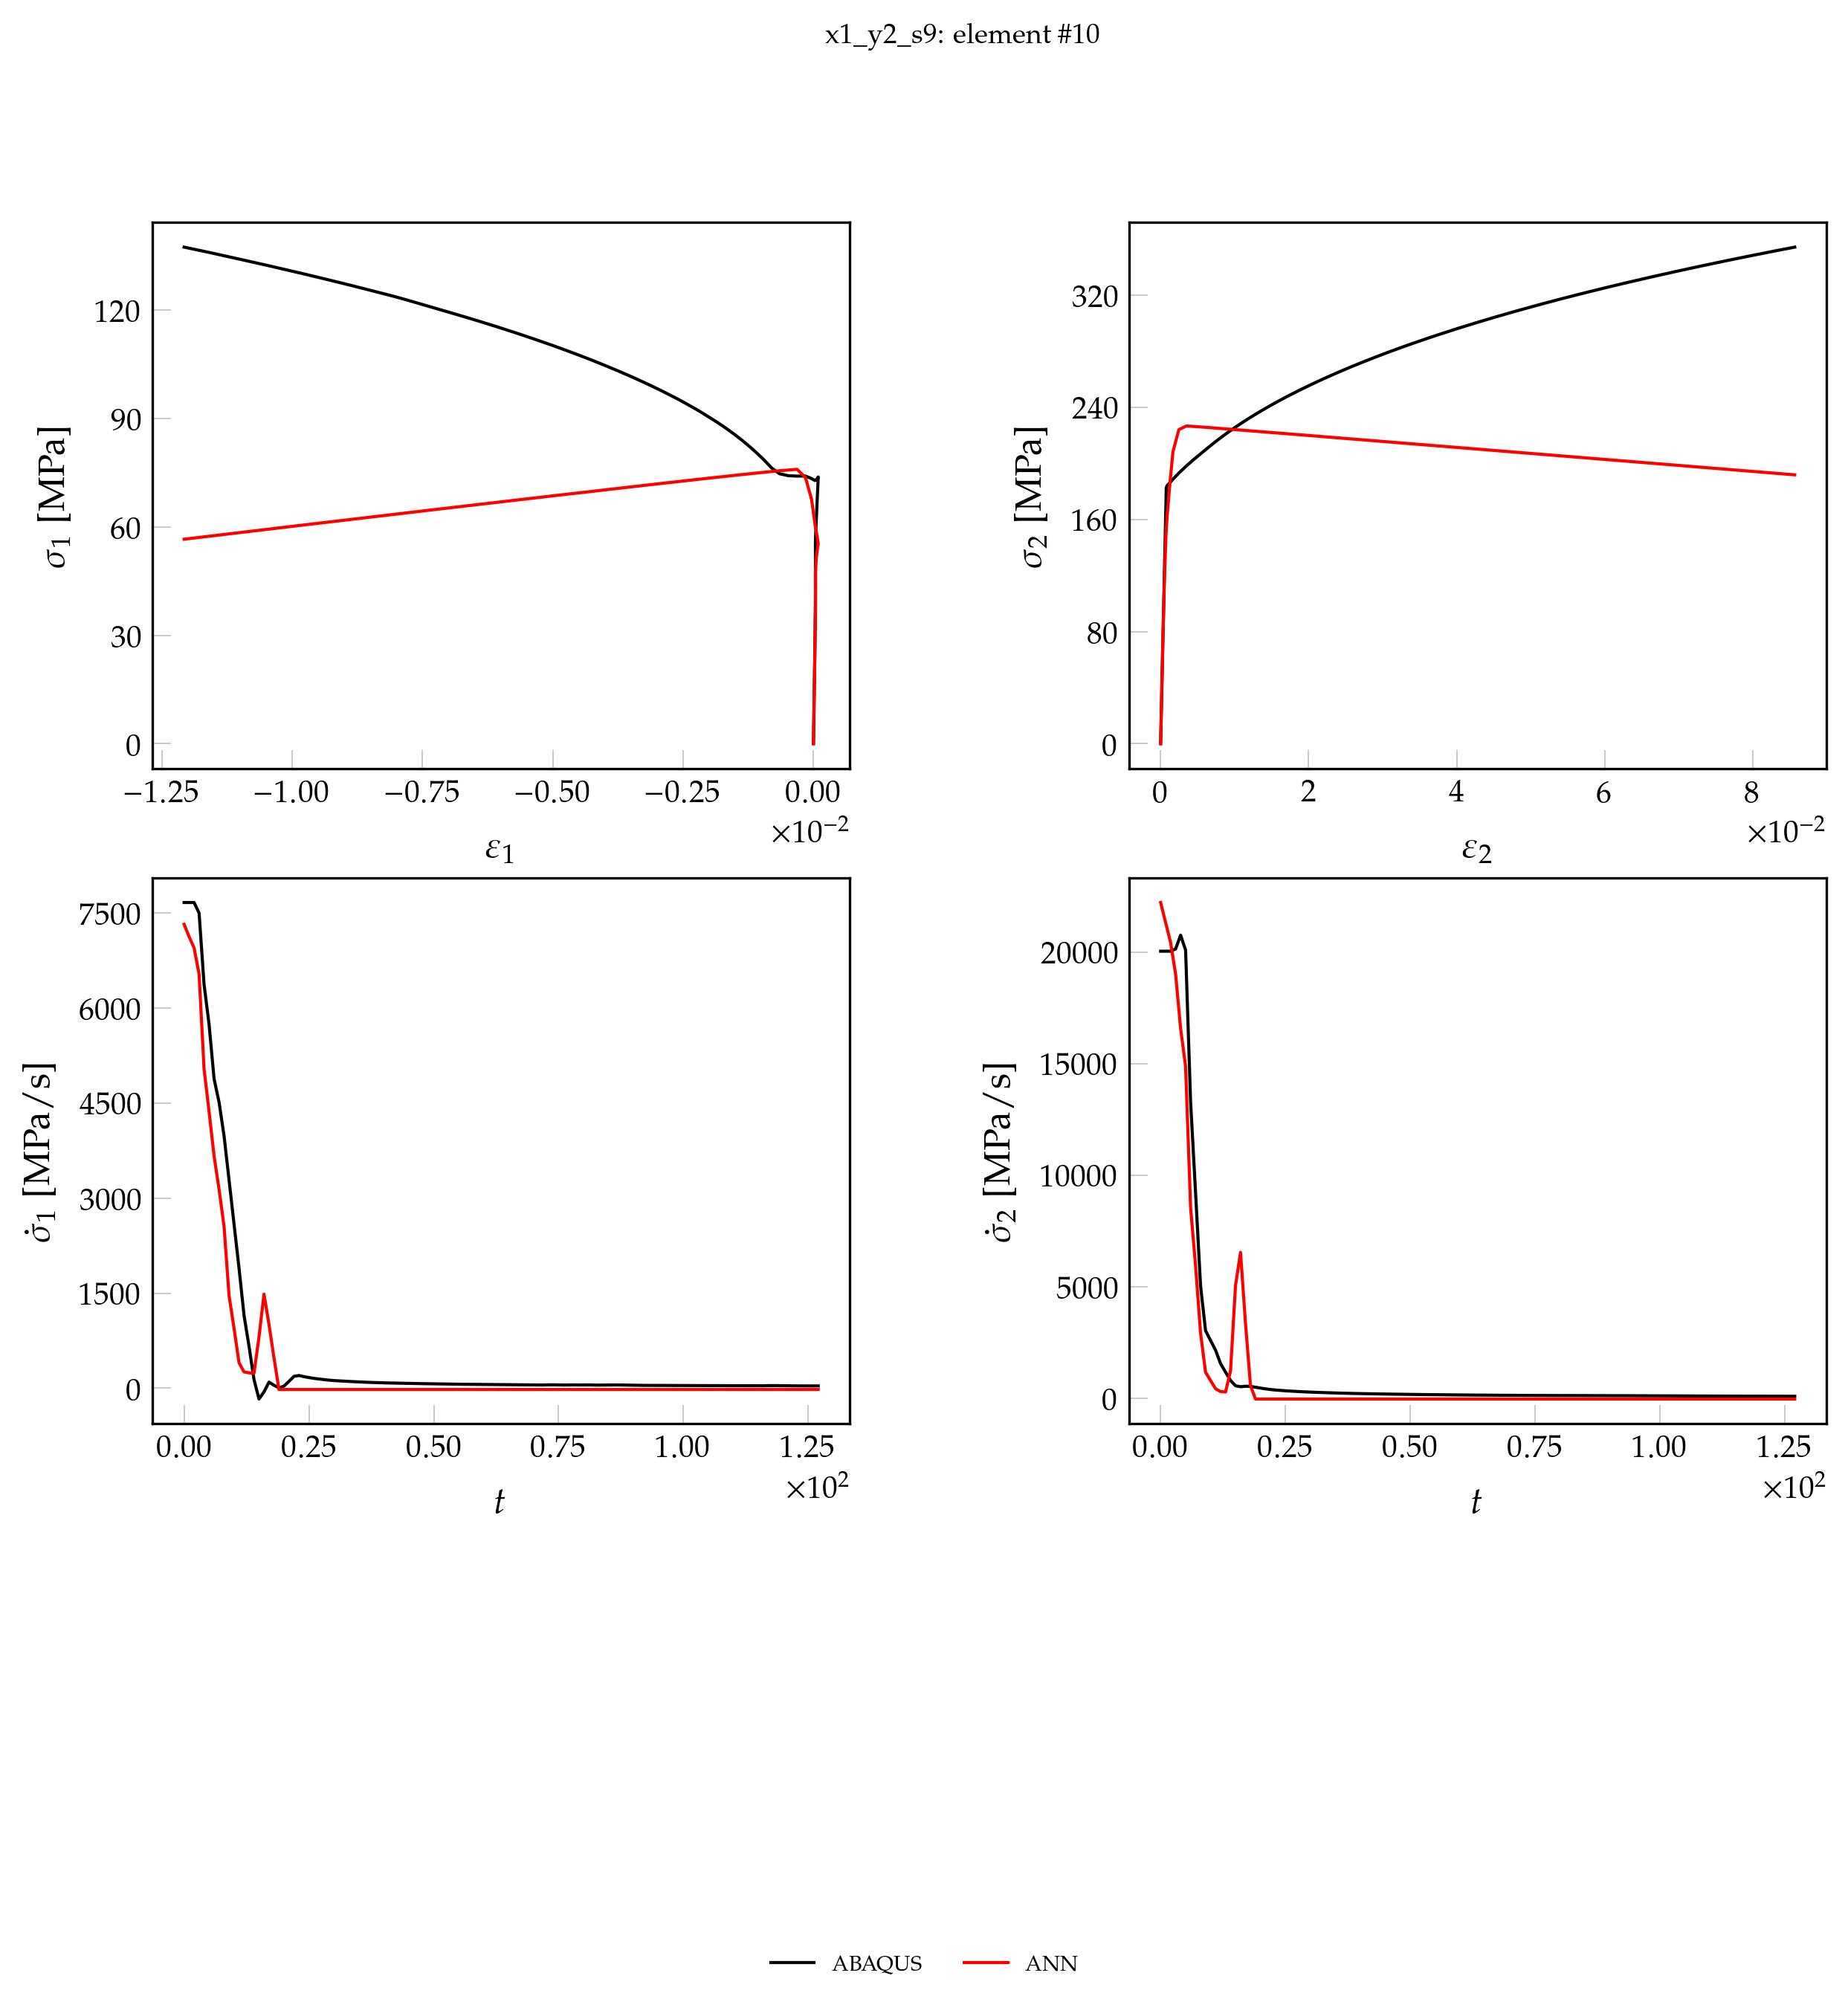 x1_y2_s9: element #10
σ₁ [MPa]
120
90
60
30
0
−1.25 −1.00 −0.75 −0.50 −0.25 0.00
×10⁻²
ε₁
σ₂ [MPa]
320
240
160
80
0
0 2 4 6 8
×10⁻²
ε₂
σ̇₁ [MPa/s]
7500
6000
4500
3000
1500
0
0.00 0.25 0.50 0.75 1.00 1.25
×10²
t
σ̇₂ [MPa/s]
20000
15000
10000
5000
0
0.00 0.25 0.50 0.75 1.00 1.25
×10²
t
ABAQUS ANN